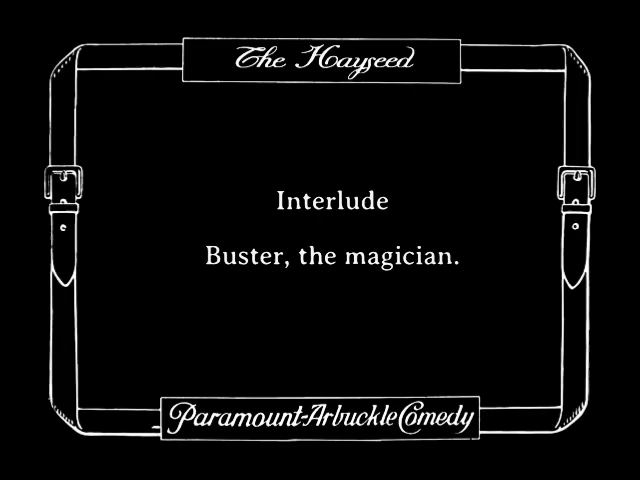 The Hayseed
Interlude
Buster, the magician.
Paramount-Arbuckle Comedy